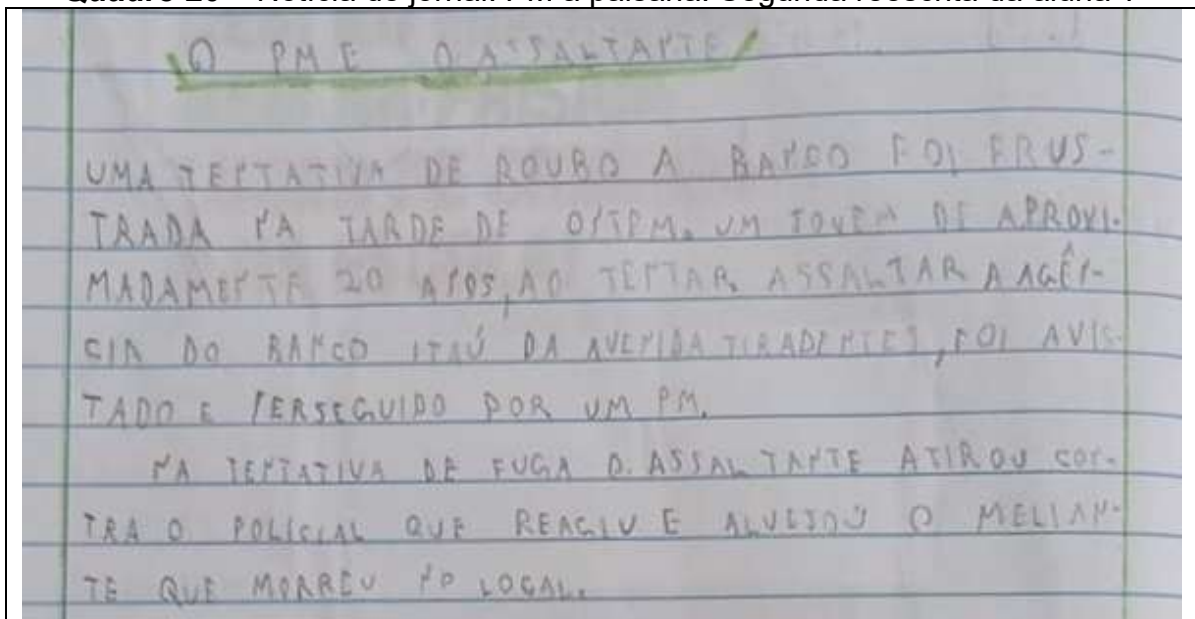 O PM E O ASSALTANTE
UMA TENTATIVA DE ROUBO A BANCO FOI FRUS-
TRADA NA TARDE DE ONTEM. UM JOVEM DE APROXI-
MADAMENTE 20 ANOS, AO TENTAR ASSALTAR A AGÊN-
CIA DO BANCO ITAÚ DA AVENIDA TIRADENTES, FOI AVIS-
TADO E PERSEGUIDO POR UM PM.
NA TENTATIVA DE FUGA O ASSALTANTE ATIROU CON-
TRA O POLICIAL QUE REAGIU E ALVEJOU O MELIAN-
TE QUE MORREU NO LOCAL.